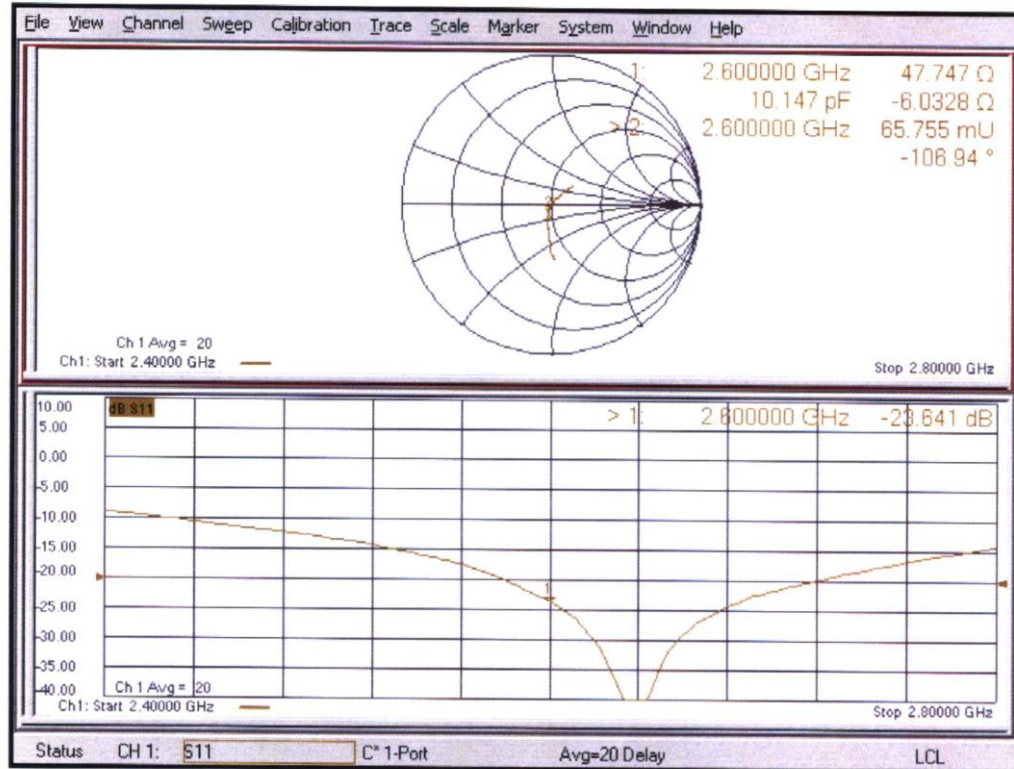 File View Channel Sweep Calibration Trace Scale Marker System Window Help
1: 2.600000 GHz 47.747 Ω
10.147 pF -6.0328 Ω
> 2: 2.600000 GHz 65.755 mU
-106.94 °
Ch 1 Avg = 20
Ch1: Start 2.40000 GHz Stop 2.80000 GHz
10.00 dB S11 > 1: 2.600000 GHz -23.641 dB
5.00
0.00
-5.00
-10.00
-15.00
-20.00
1
-25.00
-30.00
-35.00
-40.00 Ch 1 Avg = 20
Ch1: Start 2.40000 GHz Stop 2.80000 GHz
Status CH 1: S11 C* 1-Port Avg=20 Delay LCL